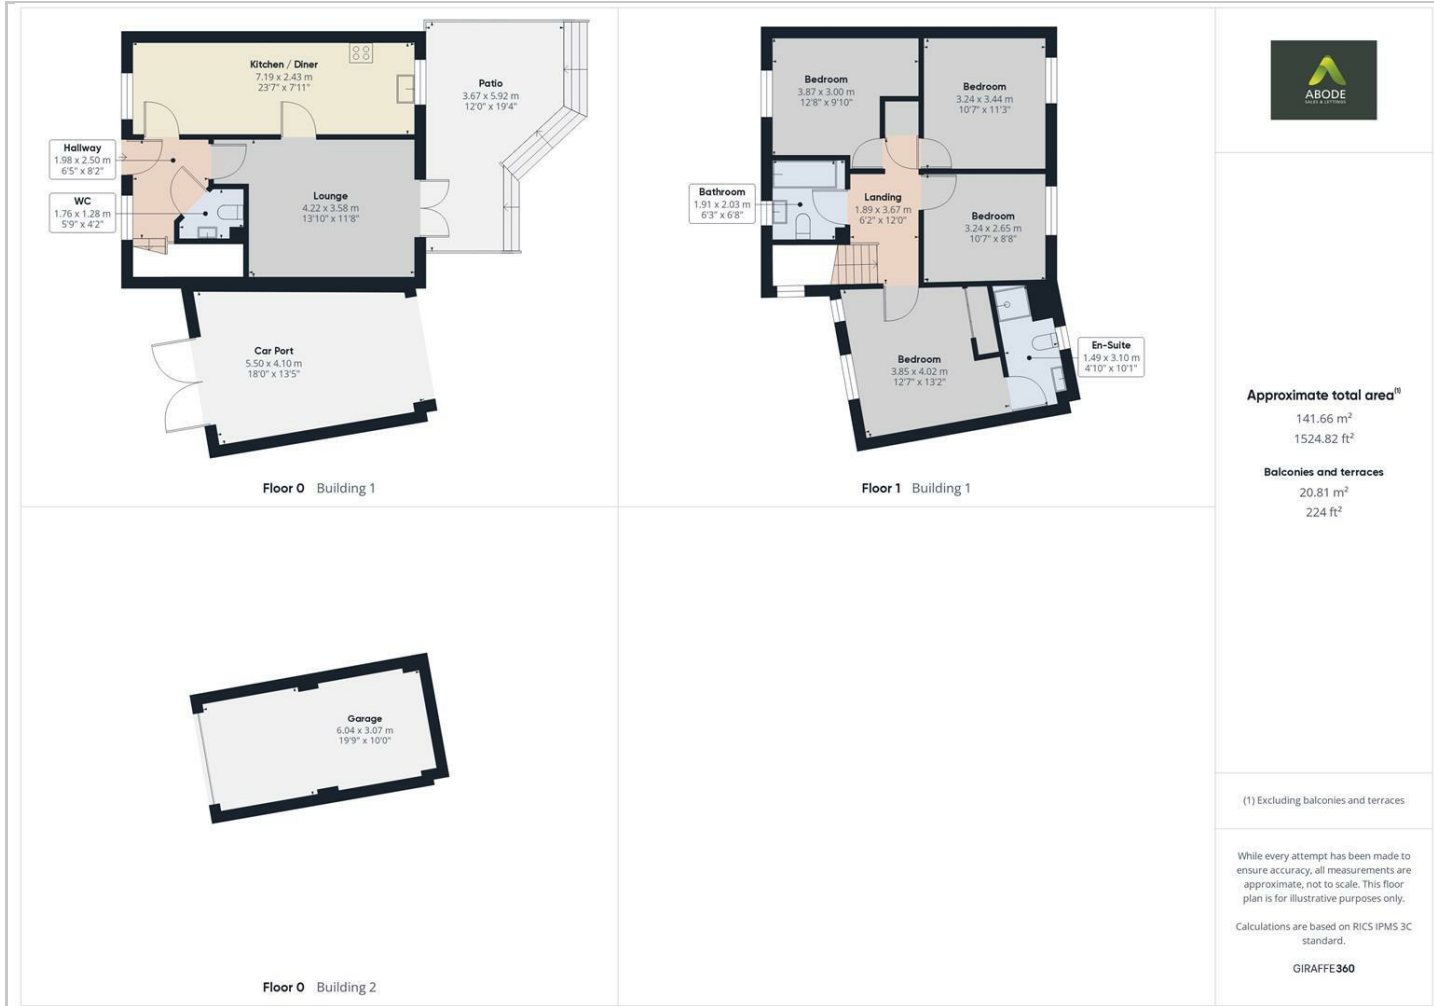 Kitchen / Diner
7.19 x 2.43 m
23'7" x 7'11"
Patio
3.67 x 5.92 m
12'0" x 19'4"
Hallway
1.98 x 2.50 m
6'5" x 8'2"
WC
1.76 x 1.28 m
5'9" x 4'2"
Lounge
4.22 x 3.58 m
13'10" x 11'8"
Car Port
5.50 x 4.10 m
18'0" x 13'5"
Floor 0 Building 1
Bedroom
3.87 x 3.00 m
12'8" x 9'10"
Bedroom
3.24 x 3.44 m
10'7" x 11'3"
Bathroom
1.91 x 2.03 m
6'3" x 6'8"
Landing
1.89 x 3.67 m
6'2" x 12'0"
Bedroom
3.24 x 2.65 m
10'7" x 8'8"
Bedroom
3.85 x 4.02 m
12'7" x 13'2"
En-Suite
1.49 x 3.10 m
4'10" x 10'1"
Floor 1 Building 1
Garage
6.04 x 3.07 m
19'9" x 10'0"
Floor 0 Building 2
ABODE
SALES & LETTINGS
Approximate total area(1)
141.66 m²
1524.82 ft²
Balconies and terraces
20.81 m²
224 ft²
(1) Excluding balconies and terraces
While every attempt has been made to
ensure accuracy, all measurements are
approximate, not to scale. This floor
plan is for illustrative purposes only.
Calculations are based on RICS IPMS 3C
standard.
GIRAFFE360